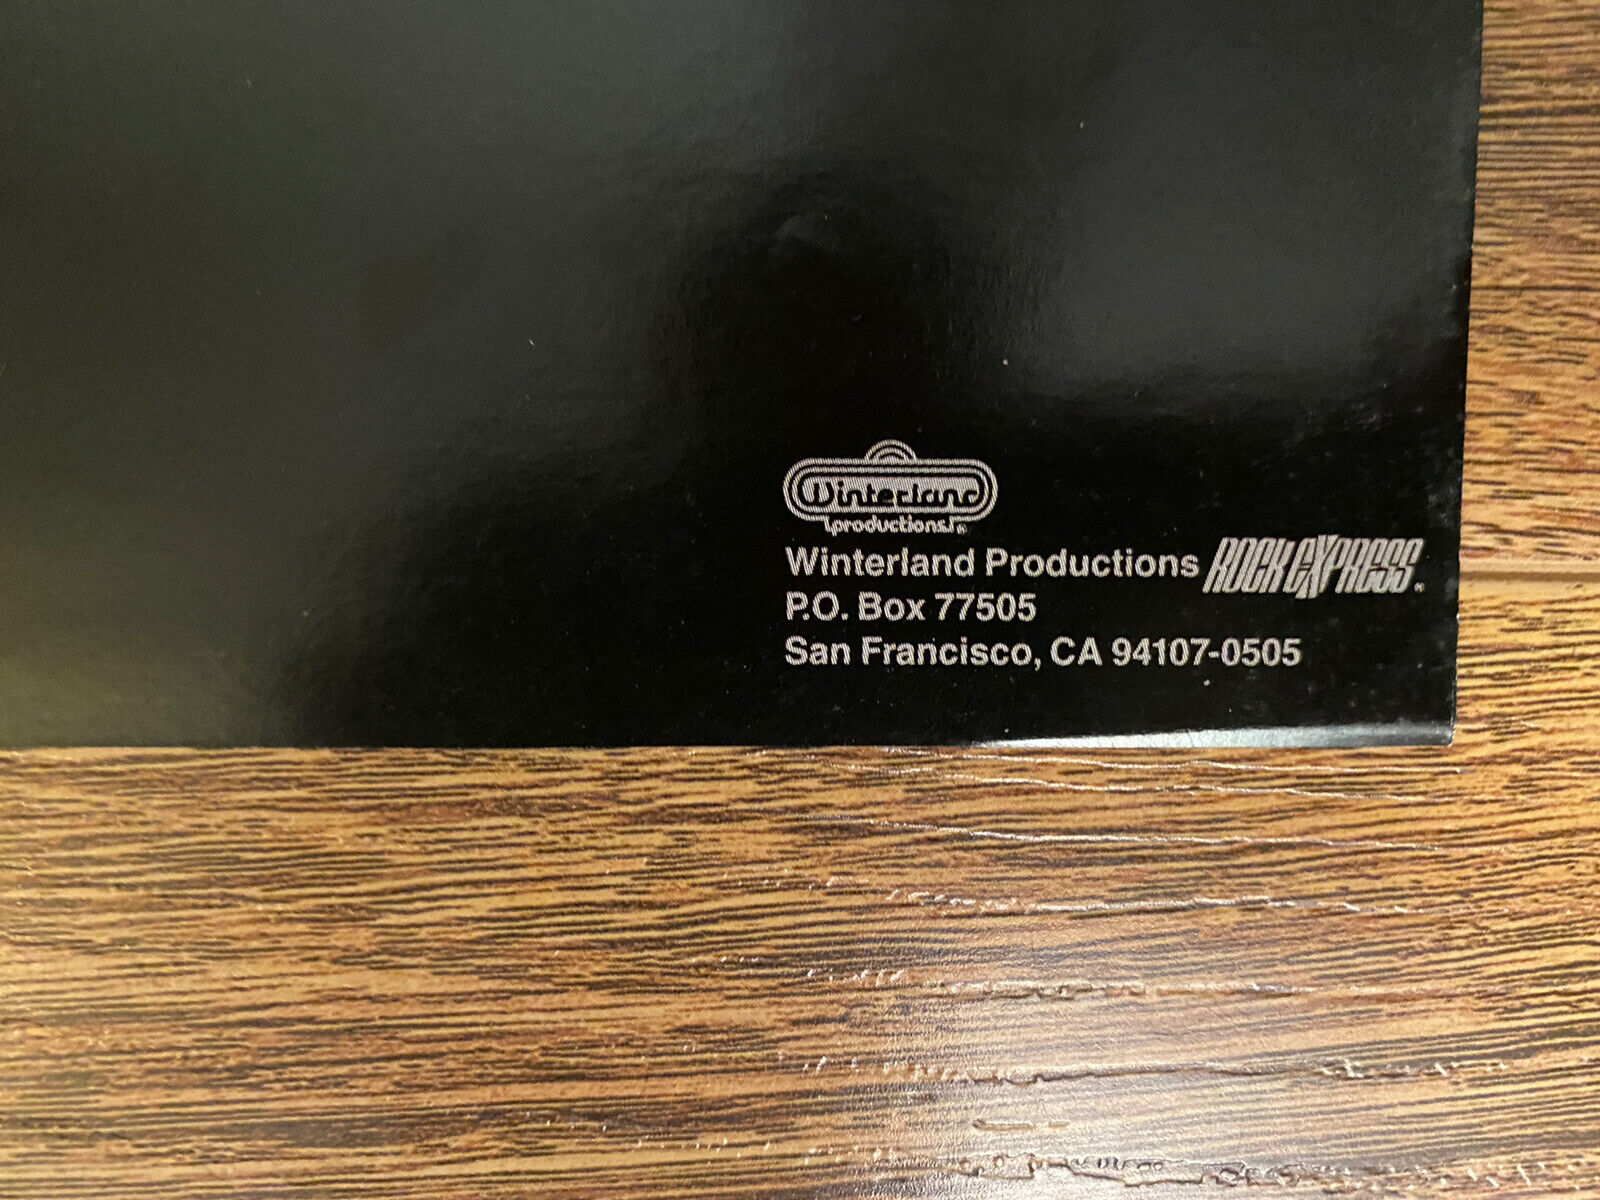 Winterland
productions
Winterland Productions ROCK EXPRESS
P.O. Box 77505
San Francisco, CA 94107-0505